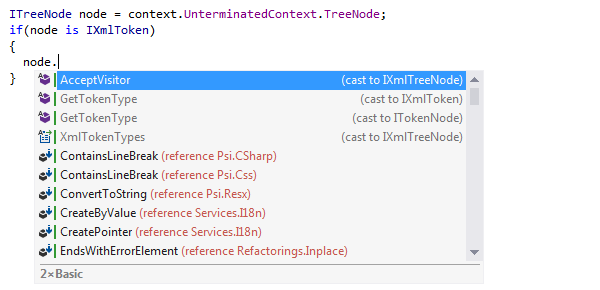 ITreeNode node = context.UnterminatedContext.TreeNode;
if(node is IXmlToken)
{
node.
}
AcceptVisitor (cast to IXmlTreeNode)
GetTokenType (cast to IXmlToken)
GetTokenType (cast to ITokenNode)
XmlTokenTypes (cast to IXmlTreeNode)
ContainsLineBreak (reference Psi.CSharp)
ContainsLineBreak (reference Psi.Css)
ConvertToString (reference Psi.Resx)
CreateByValue (reference Services.I18n)
CreatePointer (reference Services.I18n)
EndsWithErrorElement (reference Refactorings.Inplace)
2×Basic